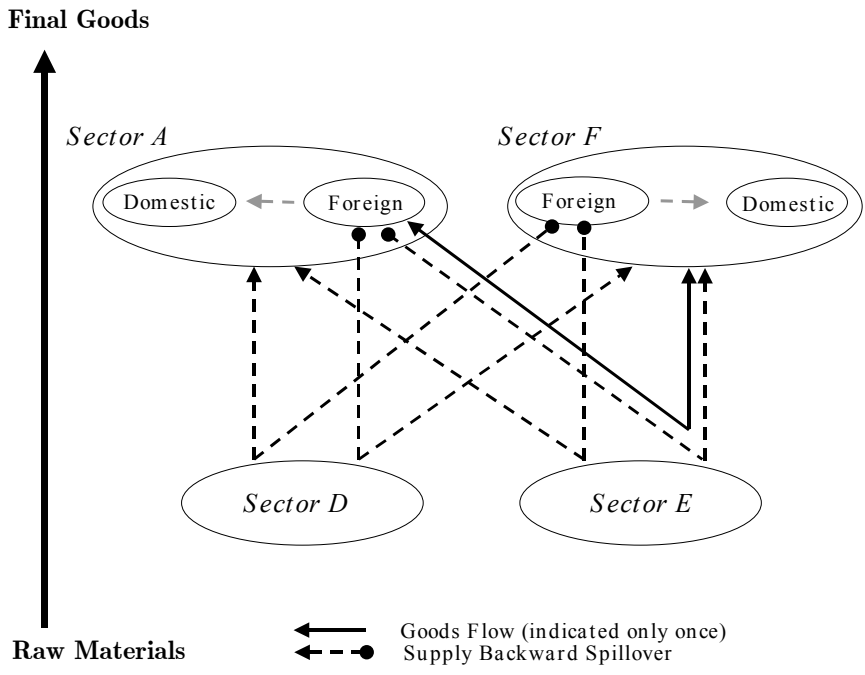 Final Goods
Sector A
Sector F
Domestic
Foreign
Foreign
Domestic
Sector D
Sector E
Goods Flow (indicated only once)
Raw Materials
Supply Backward Spillover